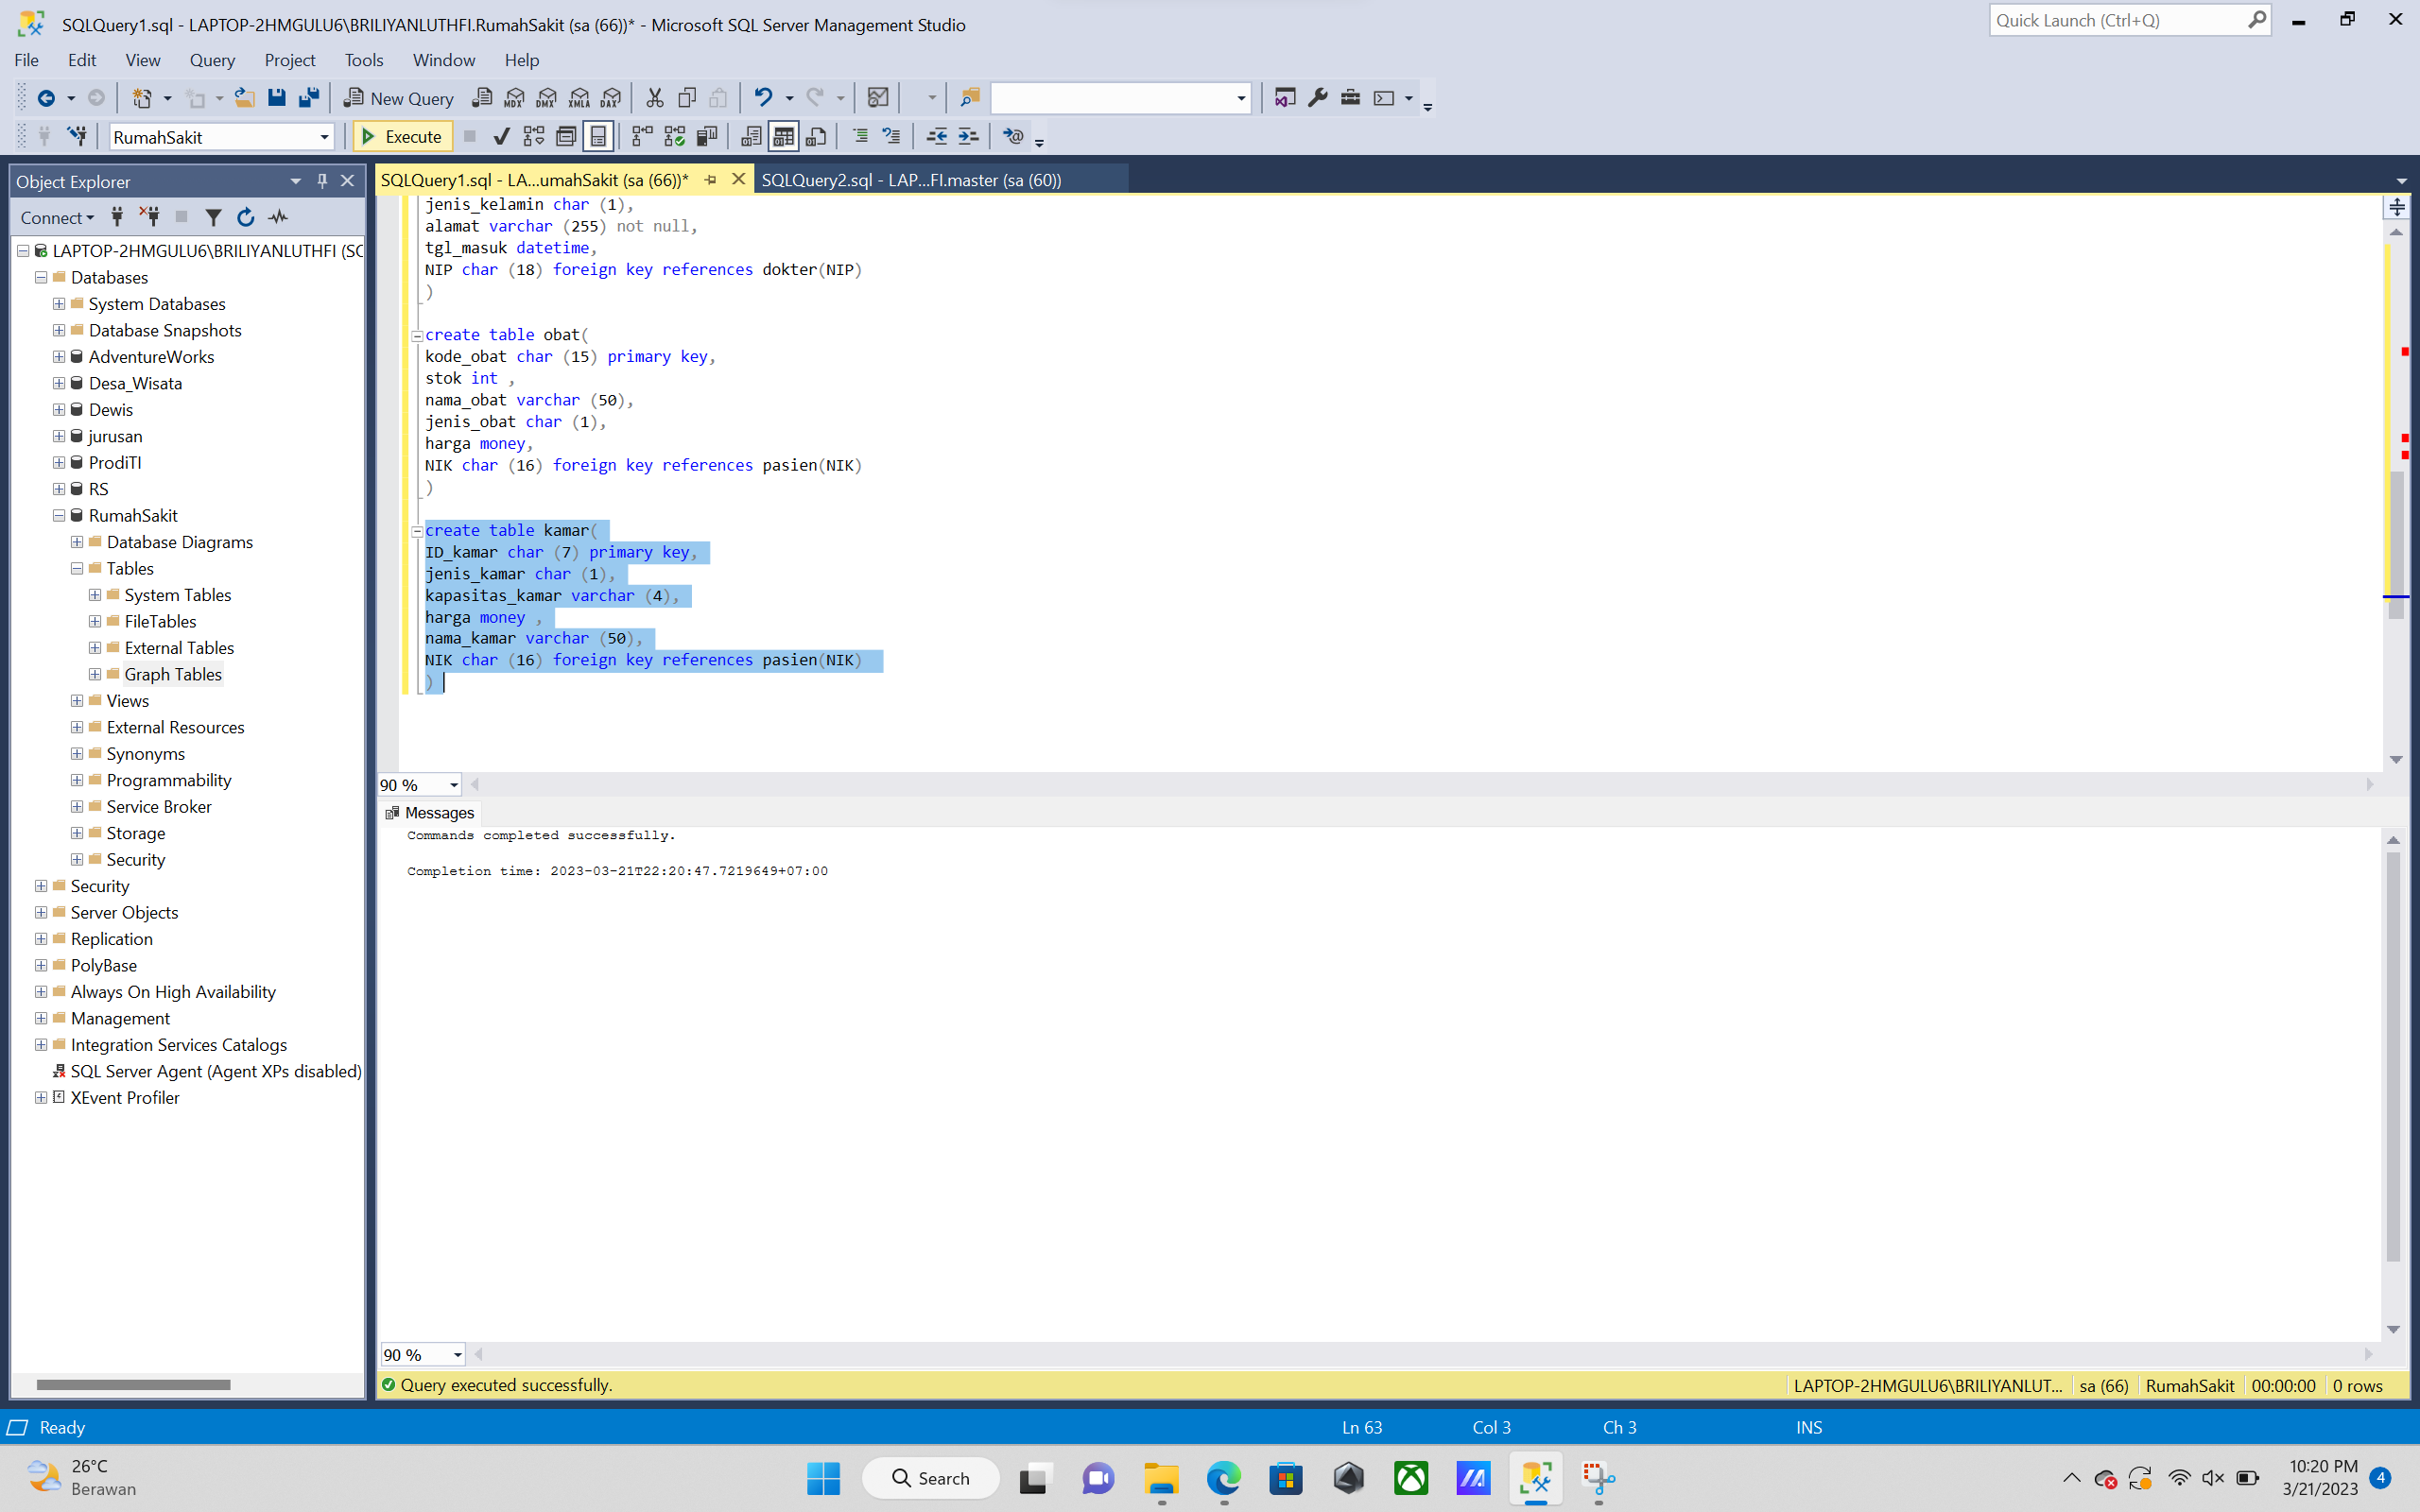 SQLQuery1.sql - LAPTOP-2HMGULU6\BRILIYANLUTHFI.RumahSakit (sa (66))* - Microsoft SQL Server Management Studio
Quick Launch (Ctrl+Q)
File Edit View Query Project Tools Window Help
New Query MDX DMX XMLA DAX
RumahSakit Execute
Object Explorer
SQLQuery1.sql - LA...umahSakit (sa (66))* SQLQuery2.sql - LAP...FI.master (sa (60))
Connect
LAPTOP-2HMGULU6\BRILIYANLUTHFI (SC
Databases
System Databases
Database Snapshots
AdventureWorks
Desa_Wisata
Dewis
jurusan
ProdiTI
RS
RumahSakit
Database Diagrams
Tables
System Tables
FileTables
External Tables
Graph Tables
Views
External Resources
Synonyms
Programmability
Service Broker
Storage
Security
Security
Server Objects
Replication
PolyBase
Always On High Availability
Management
Integration Services Catalogs
SQL Server Agent (Agent XPs disabled)
XEvent Profiler
jenis_kelamin char (1),
alamat varchar (255) not null,
tgl_masuk datetime,
NIP char (18) foreign key references dokter(NIP)
)
create table obat(
kode_obat char (15) primary key,
stok int ,
nama_obat varchar (50),
jenis_obat char (1),
harga money,
NIK char (16) foreign key references pasien(NIK)
)
create table kamar(
ID_kamar char (7) primary key,
jenis_kamar char (1),
kapasitas_kamar varchar (4),
harga money ,
nama_kamar varchar (50),
NIK char (16) foreign key references pasien(NIK)
)
90 %
Messages
Commands completed successfully.
Completion time: 2023-03-21T22:20:47.7219649+07:00
90 %
Query executed successfully. LAPTOP-2HMGULU6\BRILIYANLUT... sa (66) RumahSakit 00:00:00 0 rows
Ready Ln 63 Col 3 Ch 3 INS
26°C
Berawan
Search
10:20 PM
3/21/2023
4